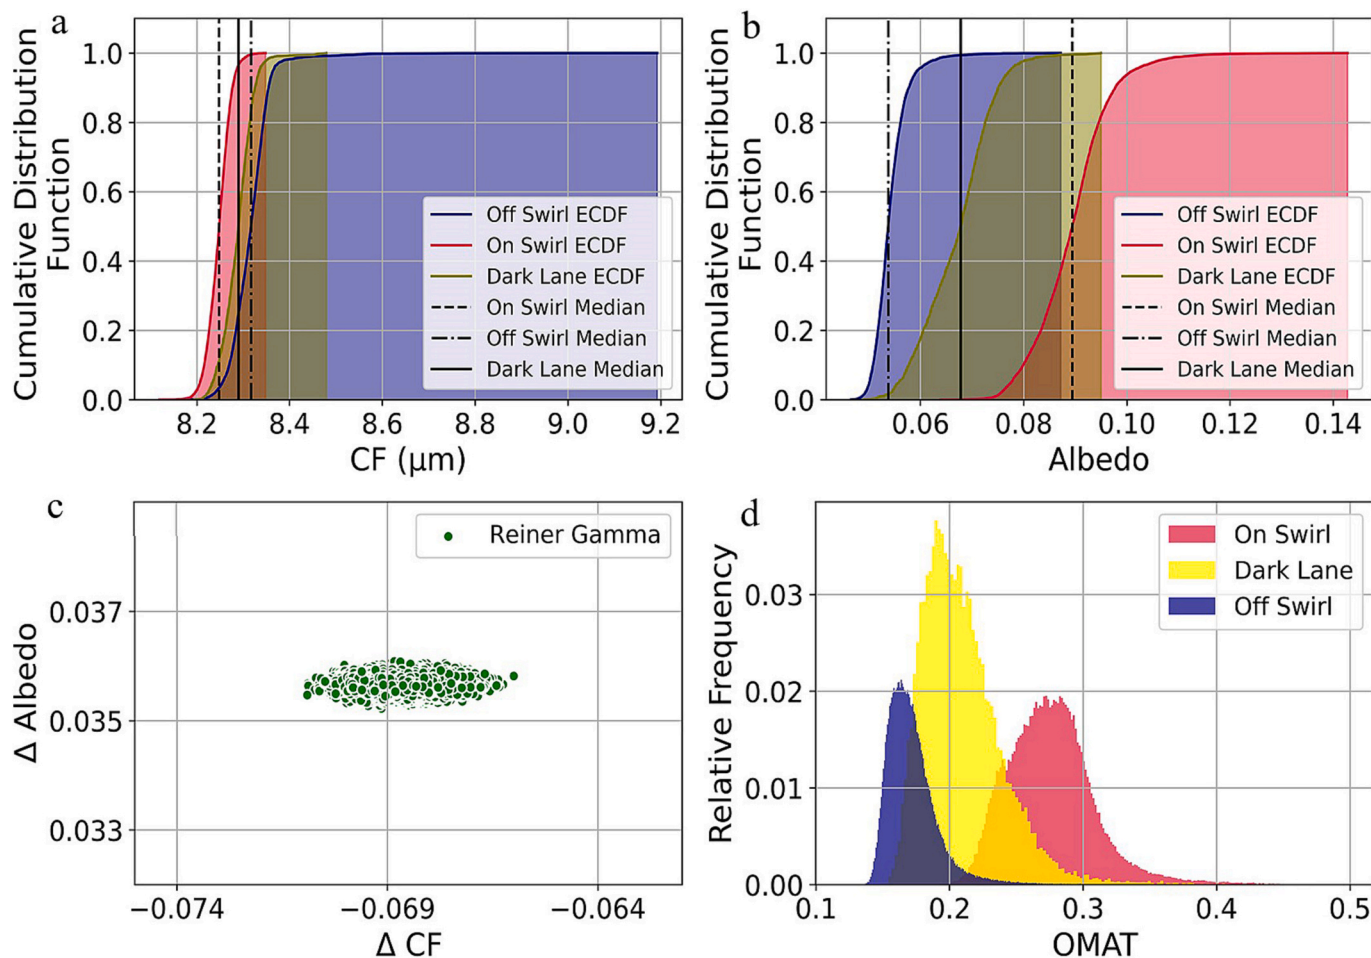 a
Cumulative Distribution
Function
1.0
0.8
0.6
0.4
0.2
0.0
Off Swirl ECDF
On Swirl ECDF
Dark Lane ECDF
On Swirl Median
Off Swirl Median
Dark Lane Median
8.2 8.4 8.6 8.8 9.0 9.2
CF (μm)
b
Cumulative Distribution
Function
1.0
0.8
0.6
0.4
0.2
0.0
Off Swirl ECDF
On Swirl ECDF
Dark Lane ECDF
On Swirl Median
Off Swirl Median
Dark Lane Median
0.06 0.08 0.10 0.12 0.14
Albedo
c
Reiner Gamma
Δ Albedo
0.037
0.035
0.033
−0.074 −0.069 −0.064
Δ CF
d
On Swirl
Dark Lane
Off Swirl
Relative Frequency
0.03
0.02
0.01
0.00
0.1 0.2 0.3 0.4 0.5
OMAT